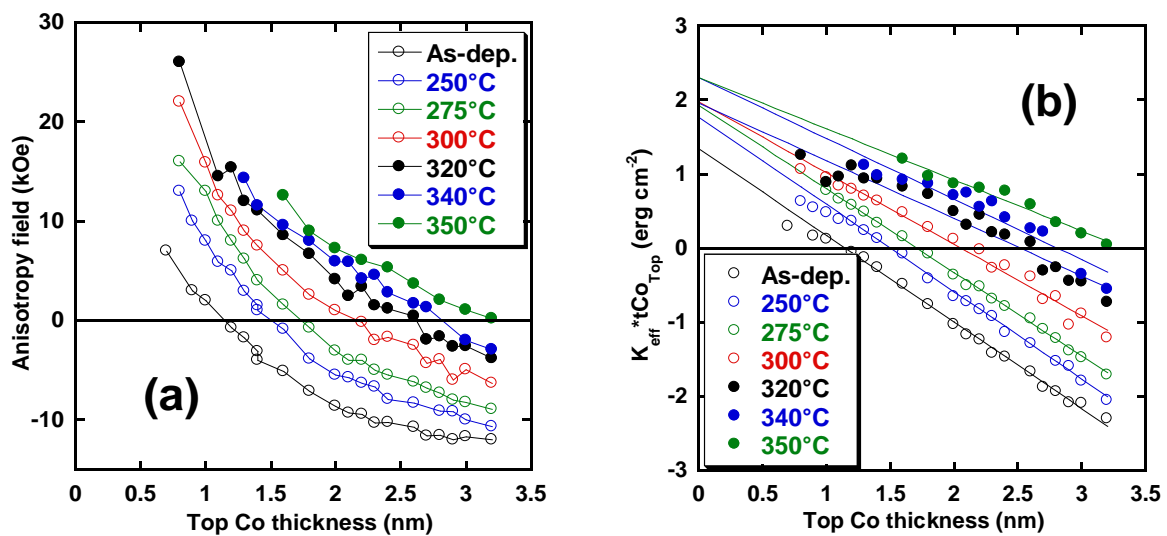 30
20
10
0
-10
Anisotropy field (kOe)
As-dep.
250°C
275°C
300°C
320°C
340°C
350°C
(a)
0 0.5 1 1.5 2 2.5 3 3.5
Top Co thickness (nm)
3
2
1
0
-1
-2
-3
K_eff*tCo_Top (erg cm^-2)
(b)
As-dep.
250°C
275°C
300°C
320°C
340°C
350°C
0 0.5 1 1.5 2 2.5 3 3.5
Top Co thickness (nm)